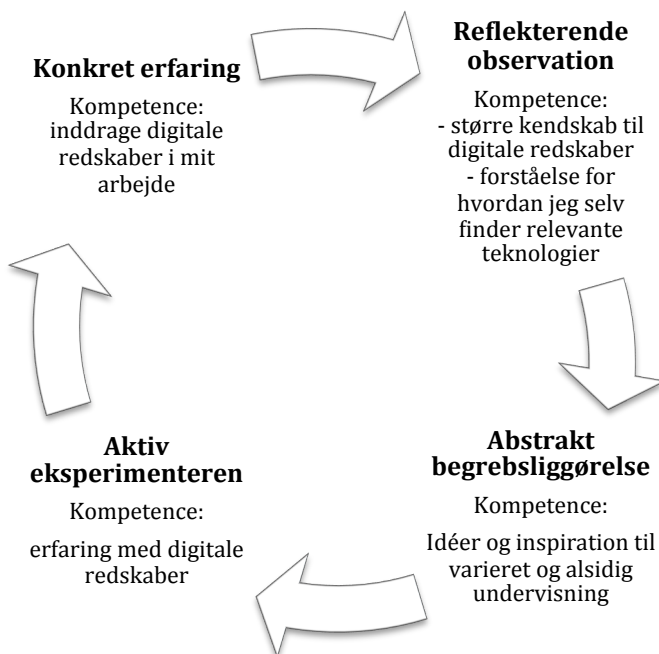 Konkret erfaring
Kompetence:
inddrage digitale
redskaber i mit
arbejde
Reflekterende
observation
Kompetence:
- større kendskab til
digitale redskaber
- forståelse for
hvordan jeg selv
finder relevante
teknologier
Abstrakt
begrebsliggørelse
Kompetence:
Idéer og inspiration til
varieret og alsidig
undervisning
Aktiv
eksperimenteren
Kompetence:
erfaring med digitale
redskaber